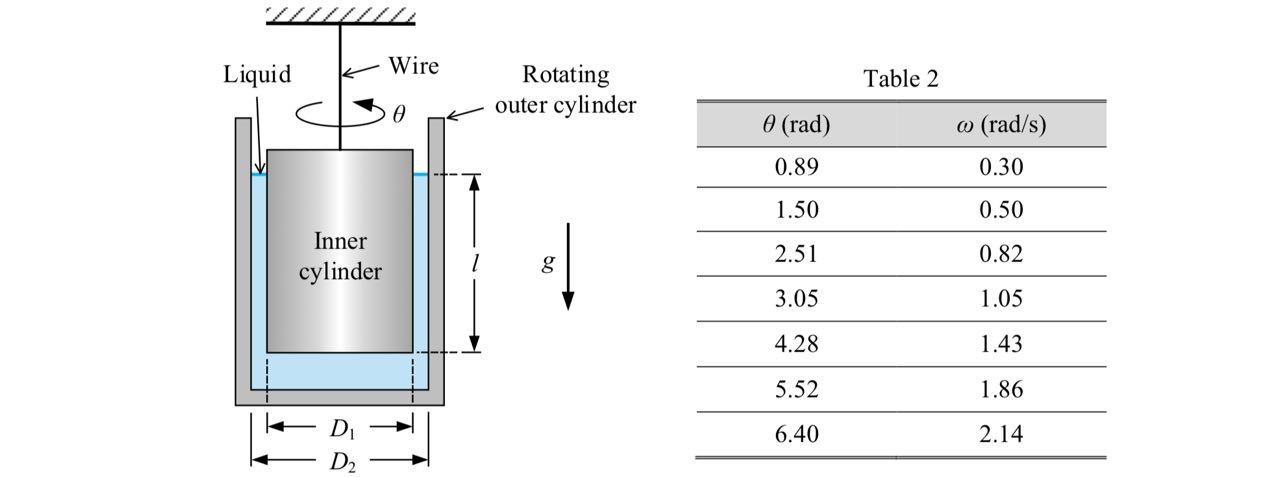 Liquid
Wire
Rotating
outer cylinder
θ
Inner
cylinder
l
g
D₁
D₂
Table 2
θ (rad) ω (rad/s)
0.89 0.30
1.50 0.50
2.51 0.82
3.05 1.05
4.28 1.43
5.52 1.86
6.40 2.14